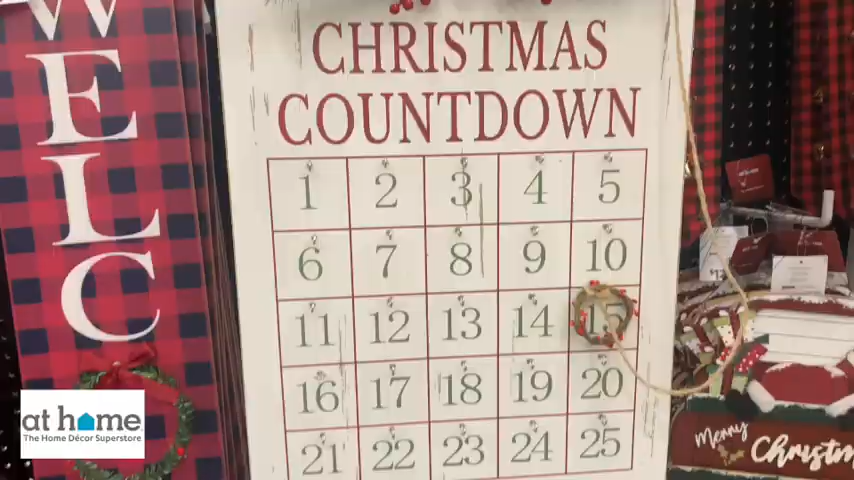 WELC
CHRISTMAS
COUNTDOWN
1 2 3 4 5
6 7 8 9 10
11 12 13 14 15
16 17 18 19 20
21 22 23 24 25
Merry
Christm
at home
The Home Décor Superstore